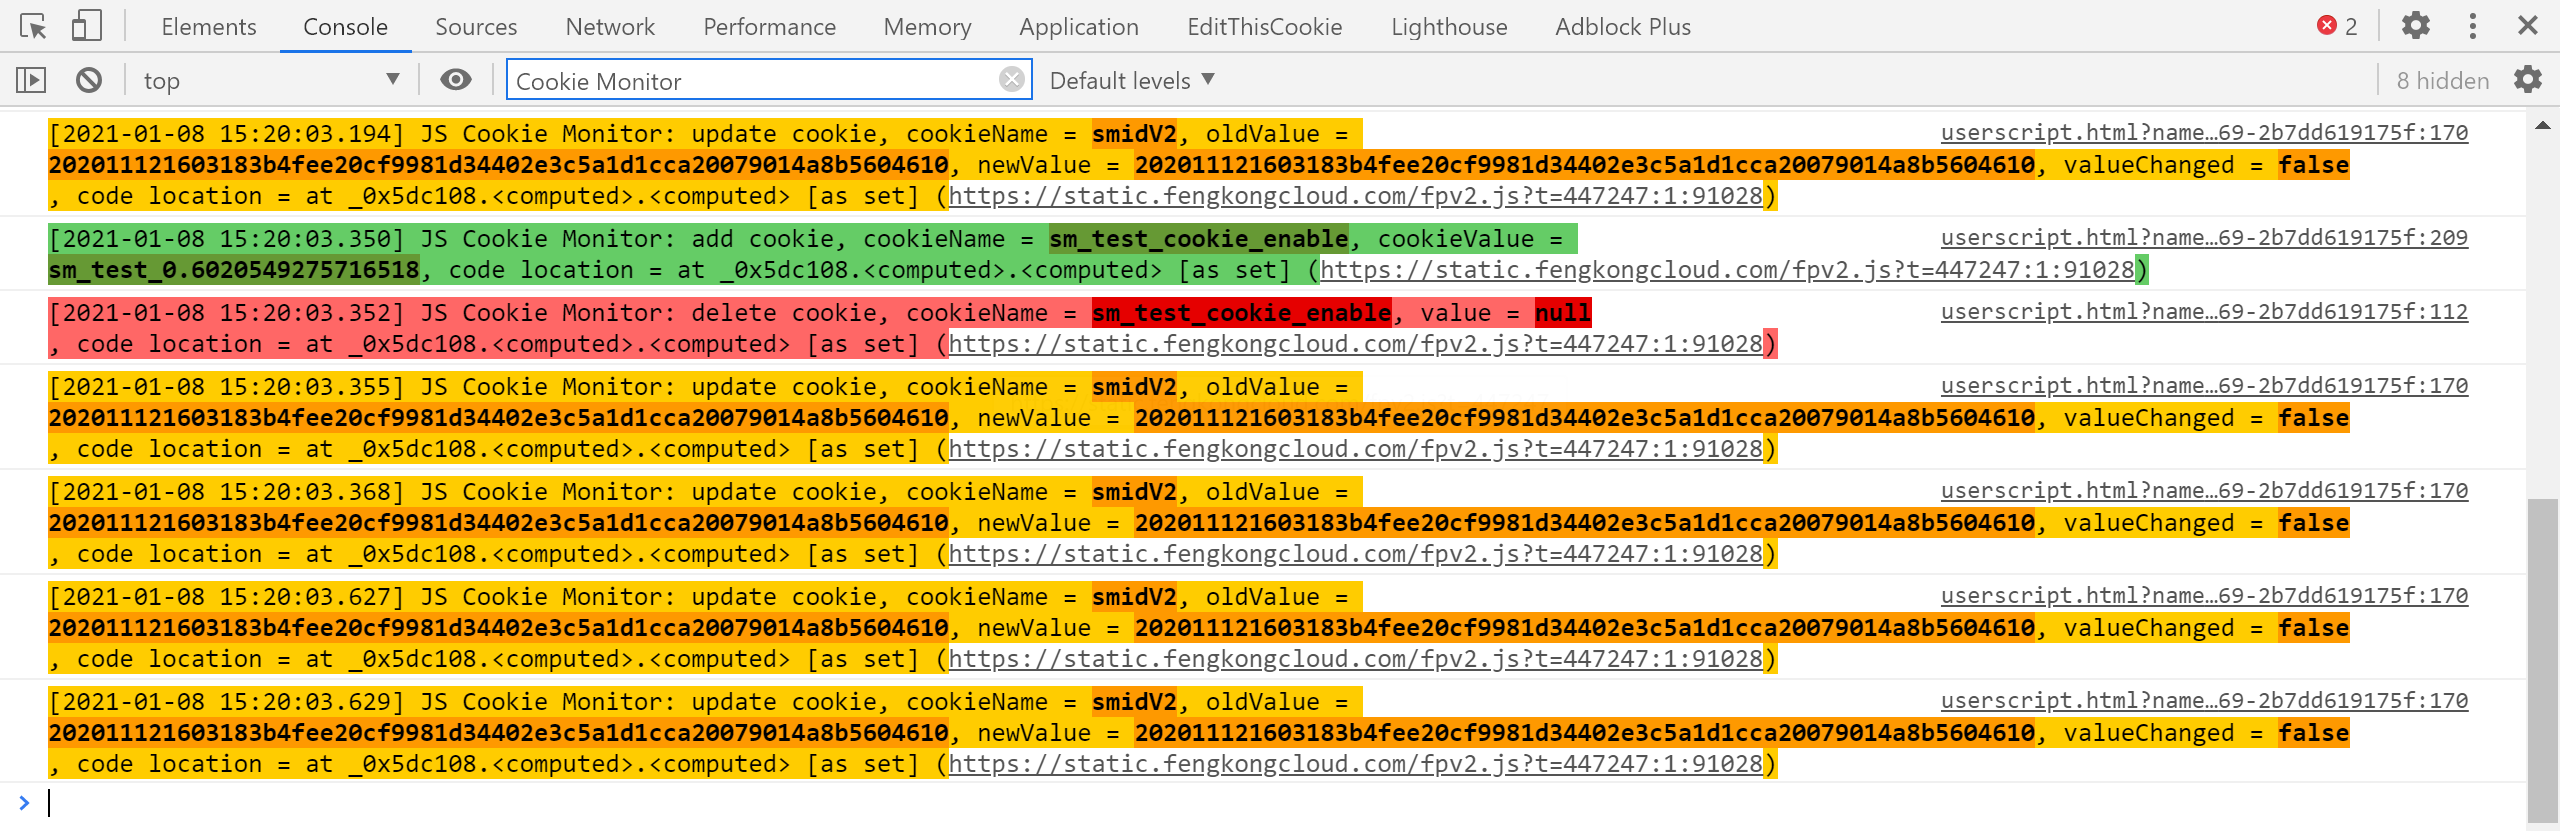 Elements Console Sources Network Performance Memory Application EditThisCookie Lighthouse Adblock Plus 2
top Cookie Monitor Default levels 8 hidden
[2021-01-08 15:20:03.194] JS Cookie Monitor: update cookie, cookieName = smidV2, oldValue = userscript.html?name…69-2b7dd619175f:170
202011121603183b4fee20cf9981d34402e3c5a1d1cca20079014a8b5604610, newValue = 202011121603183b4fee20cf9981d34402e3c5a1d1cca20079014a8b5604610, valueChanged = false
, code location = at _0x5dc108.<computed>.<computed> [as set] (https://static.fengkongcloud.com/fpv2.js?t=447247:1:91028)
[2021-01-08 15:20:03.350] JS Cookie Monitor: add cookie, cookieName = sm_test_cookie_enable, cookieValue = userscript.html?name…69-2b7dd619175f:209
sm_test_0.6020549275716518, code location = at _0x5dc108.<computed>.<computed> [as set] (https://static.fengkongcloud.com/fpv2.js?t=447247:1:91028)
[2021-01-08 15:20:03.352] JS Cookie Monitor: delete cookie, cookieName = sm_test_cookie_enable, value = null userscript.html?name…69-2b7dd619175f:112
, code location = at _0x5dc108.<computed>.<computed> [as set] (https://static.fengkongcloud.com/fpv2.js?t=447247:1:91028)
[2021-01-08 15:20:03.355] JS Cookie Monitor: update cookie, cookieName = smidV2, oldValue = userscript.html?name…69-2b7dd619175f:170
202011121603183b4fee20cf9981d34402e3c5a1d1cca20079014a8b5604610, newValue = 202011121603183b4fee20cf9981d34402e3c5a1d1cca20079014a8b5604610, valueChanged = false
, code location = at _0x5dc108.<computed>.<computed> [as set] (https://static.fengkongcloud.com/fpv2.js?t=447247:1:91028)
[2021-01-08 15:20:03.368] JS Cookie Monitor: update cookie, cookieName = smidV2, oldValue = userscript.html?name…69-2b7dd619175f:170
202011121603183b4fee20cf9981d34402e3c5a1d1cca20079014a8b5604610, newValue = 202011121603183b4fee20cf9981d34402e3c5a1d1cca20079014a8b5604610, valueChanged = false
, code location = at _0x5dc108.<computed>.<computed> [as set] (https://static.fengkongcloud.com/fpv2.js?t=447247:1:91028)
[2021-01-08 15:20:03.627] JS Cookie Monitor: update cookie, cookieName = smidV2, oldValue = userscript.html?name…69-2b7dd619175f:170
202011121603183b4fee20cf9981d34402e3c5a1d1cca20079014a8b5604610, newValue = 202011121603183b4fee20cf9981d34402e3c5a1d1cca20079014a8b5604610, valueChanged = false
, code location = at _0x5dc108.<computed>.<computed> [as set] (https://static.fengkongcloud.com/fpv2.js?t=447247:1:91028)
[2021-01-08 15:20:03.629] JS Cookie Monitor: update cookie, cookieName = smidV2, oldValue = userscript.html?name…69-2b7dd619175f:170
202011121603183b4fee20cf9981d34402e3c5a1d1cca20079014a8b5604610, newValue = 202011121603183b4fee20cf9981d34402e3c5a1d1cca20079014a8b5604610, valueChanged = false
, code location = at _0x5dc108.<computed>.<computed> [as set] (https://static.fengkongcloud.com/fpv2.js?t=447247:1:91028)